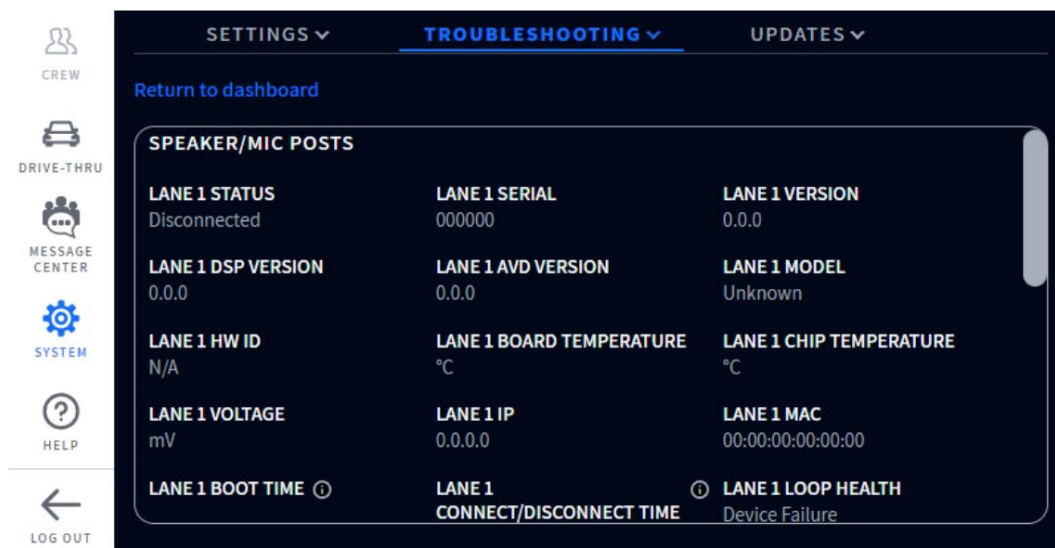 SETTINGS TROUBLESHOOTING UPDATES
CREW
Return to dashboard
DRIVE-THRU
MESSAGE
CENTER
SYSTEM
HELP
LOG OUT
SPEAKER/MIC POSTS
LANE 1 STATUS LANE 1 SERIAL LANE 1 VERSION
Disconnected 000000 0.0.0
LANE 1 DSP VERSION LANE 1 AVD VERSION LANE 1 MODEL
0.0.0 0.0.0 Unknown
LANE 1 HW ID LANE 1 BOARD TEMPERATURE LANE 1 CHIP TEMPERATURE
N/A °C °C
LANE 1 VOLTAGE LANE 1 IP LANE 1 MAC
mV 0.0.0.0 00:00:00:00:00:00
LANE 1 BOOT TIME LANE 1 LANE 1 LOOP HEALTH
CONNECT/DISCONNECT TIME Device Failure